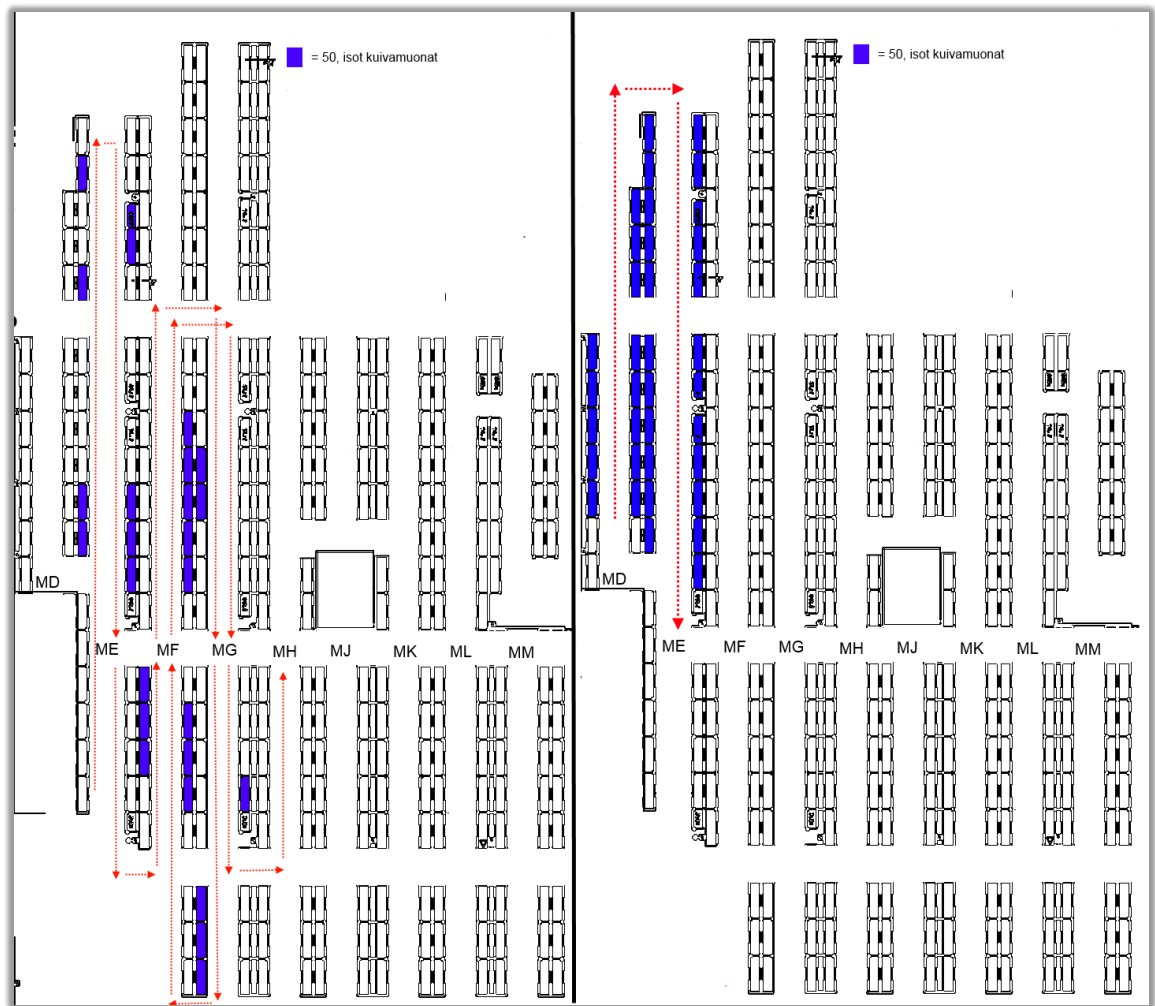 = 50, isot kuivamuonat
MD
ME
MF
MG
MH
MJ
MK
ML
MM
= 50, isot kuivamuonat
MD
ME
MF
MG
MH
MJ
MK
ML
MM